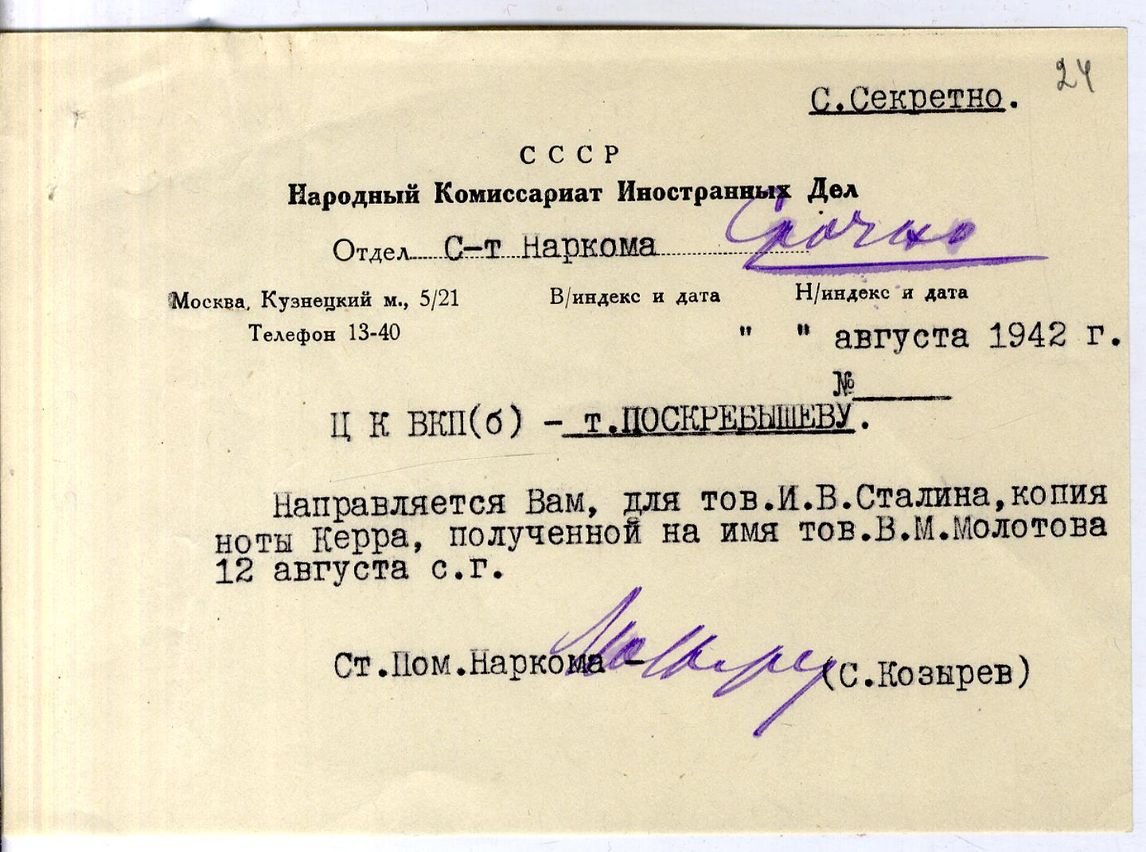 24
С.Секретно.
С С С Р
Народный Комиссариат Иностранных Дел
Отдел С-т Наркома Срочно
Москва, Кузнецкий м., 5/21 В/индекс и дата Н/индекс и дата
Телефон 13-40 " " августа 1942 г.
№
Ц К ВКП(б) - т.ПОСКРЕБЫШЕВУ.
Направляется Вам, для тов.И.В.Сталина,копия
ноты Керра, полученной на имя тов.В.М.Молотова
12 августа с.г.
Ст.Пом.Наркома - (С.Козырев)